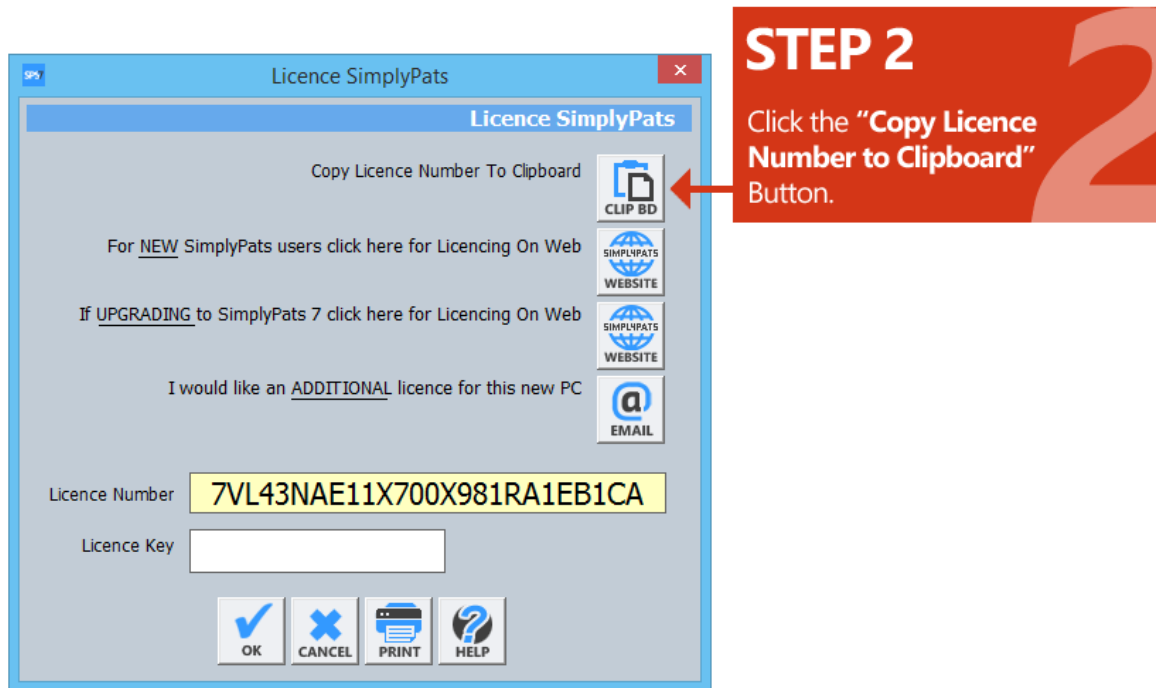 SP7
Licence SimplyPats
Licence SimplyPats
Copy Licence Number To Clipboard
CLIP BD
For NEW SimplyPats users click here for Licencing On Web
SIMPLYPATS
WEBSITE
If UPGRADING to SimplyPats 7 click here for Licencing On Web
SIMPLYPATS
WEBSITE
I would like an ADDITIONAL licence for this new PC
@
EMAIL
Licence Number
7VL43NAE11X700X981RA1EB1CA
Licence Key
OK
CANCEL
PRINT
?
HELP
STEP 2
2
Click the “Copy Licence
Number to Clipboard”
Button.